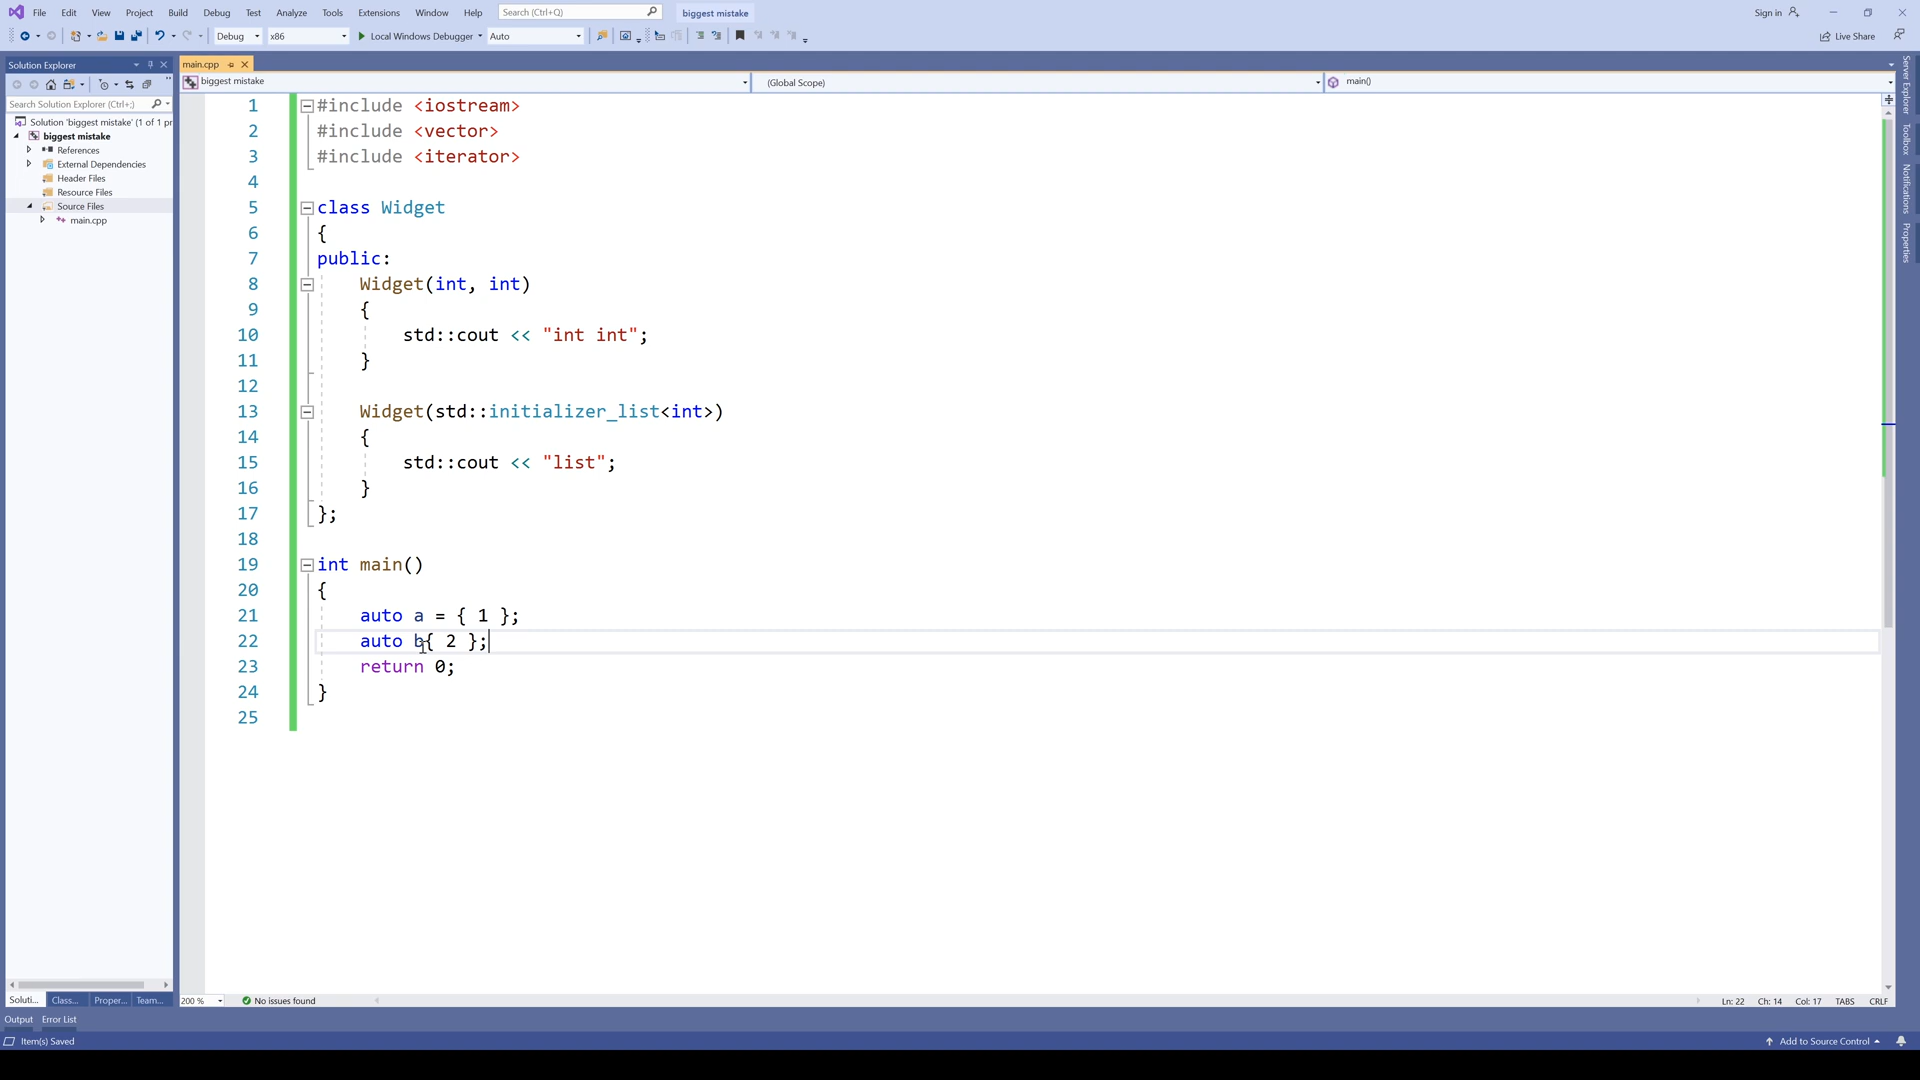 File Edit View Project Build Debug Test Analyze Tools Extensions Window Help Search (Ctrl+Q) biggest mistake Sign in
Debug x86 Local Windows Debugger Auto Live Share
Solution Explorer
Search Solution Explorer (Ctrl+;)
Solution 'biggest mistake' (1 of 1 pr
biggest mistake
References
External Dependencies
Header Files
Resource Files
Source Files
main.cpp
Soluti... Class... Proper... Team...
main.cpp
biggest mistake (Global Scope) main()
1 #include <iostream>
2 #include <vector>
3 #include <iterator>
4
5 class Widget
6 {
7 public:
8 Widget(int, int)
9 {
10 std::cout << "int int";
11 }
12
13 Widget(std::initializer_list<int>)
14 {
15 std::cout << "list";
16 }
17 };
18
19 int main()
20 {
21 auto a = { 1 };
22 auto b{ 2 };
23 return 0;
24 }
25
200 % No issues found Ln: 22 Ch: 14 Col: 17 TABS CRLF
Server Explorer
Toolbox
Notifications
Properties
Output Error List
Item(s) Saved Add to Source Control